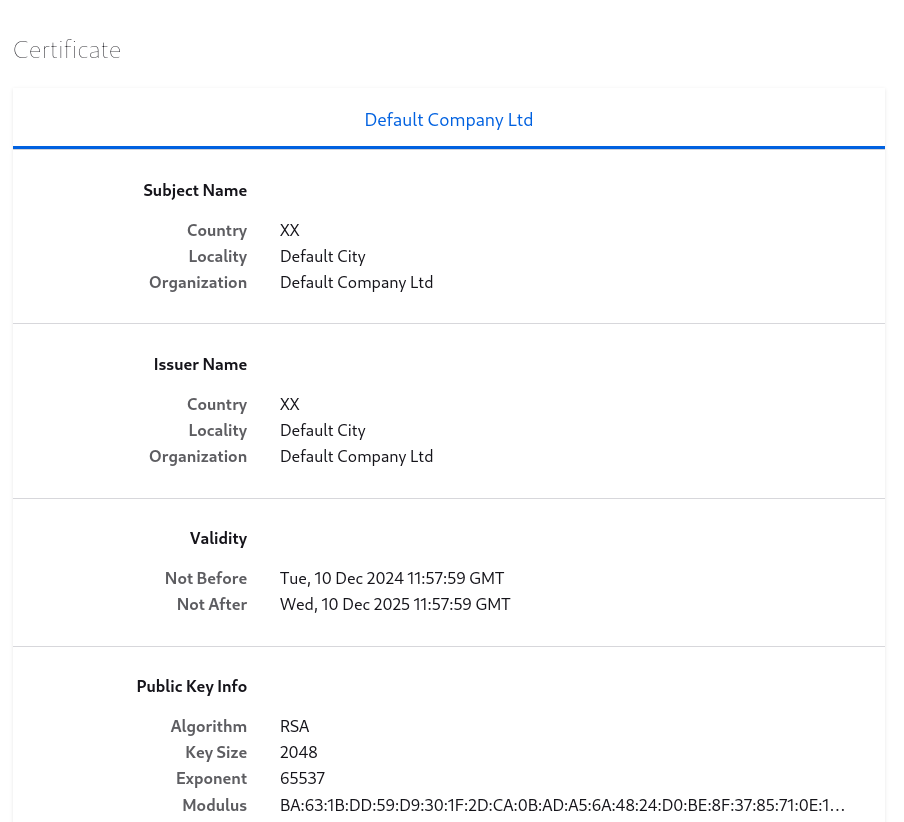 Certificate
Default Company Ltd
Subject Name
Country XX
Locality Default City
Organization Default Company Ltd
Issuer Name
Country XX
Locality Default City
Organization Default Company Ltd
Validity
Not Before Tue, 10 Dec 2024 11:57:59 GMT
Not After Wed, 10 Dec 2025 11:57:59 GMT
Public Key Info
Algorithm RSA
Key Size 2048
Exponent 65537
Modulus BA:63:1B:DD:59:D9:30:1F:2D:CA:0B:AD:A5:6A:48:24:D0:BE:8F:37:85:71:0E:1…